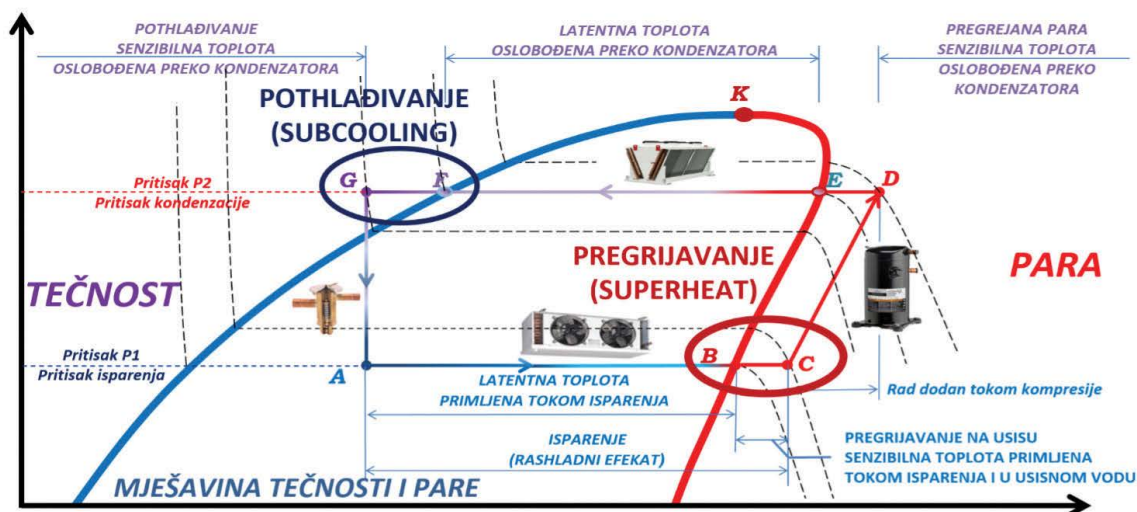 POTHLAĐIVANJE
SENZIBILNA TOPLOTA
OSLOBOĐENA PREKO KONDENZATORA
LATENTNA TOPLOTA
OSLOBOĐENA PREKO KONDENZATORA
PREGREJANA PARA
SENZIBILNA TOPLOTA
OSLOBOĐENA PREKO
KONDENZATORA
POTHLAĐIVANJE
(SUBCOOLING)
K
Pritisak P2
Pritisak kondenzacije
G
F
E
D
TEČNOST
PREGRIJAVANJE
(SUPERHEAT)
PARA
Pritisak P1
Pritisak isparenja
A
B
C
LATENTNA TOPLOTA
PRIMLJENA TOKOM ISPARENJA
Rad dodan tokom kompresije
ISPARENJE
(RASHLADNI EFEKAT)
PREGRIJAVANJE NA USISU
SENZIBILNA TOPLOTA PRIMLJENA
TOKOM ISPARENJA I U USISNOM VODU
MJEŠAVINA TEČNOSTI I PARE